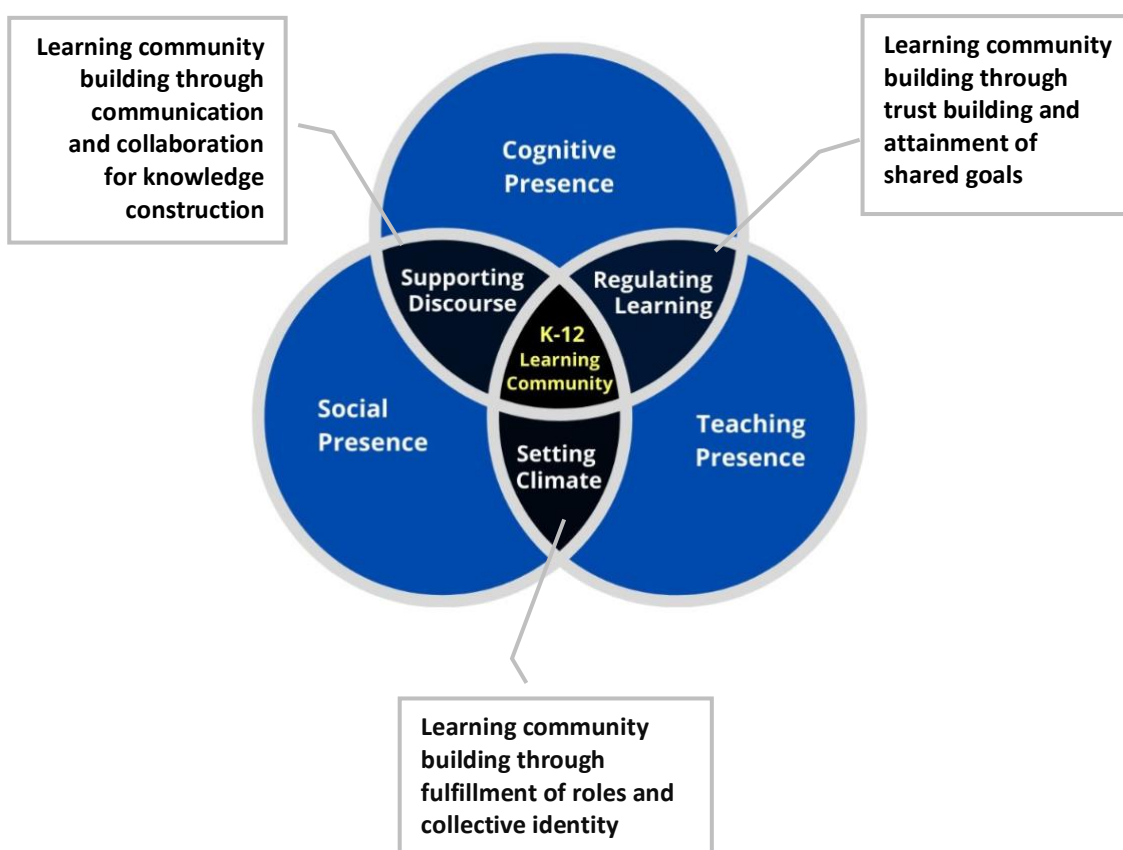 Learning community
building through
communication
and collaboration
for knowledge
construction
Learning community
building through
trust building and
attainment of
shared goals
Cognitive
Presence
Supporting
Discourse
Regulating
Learning
K-12
Learning
Community
Social
Presence
Teaching
Presence
Setting
Climate
Learning community
building through
fulfillment of roles and
collective identity